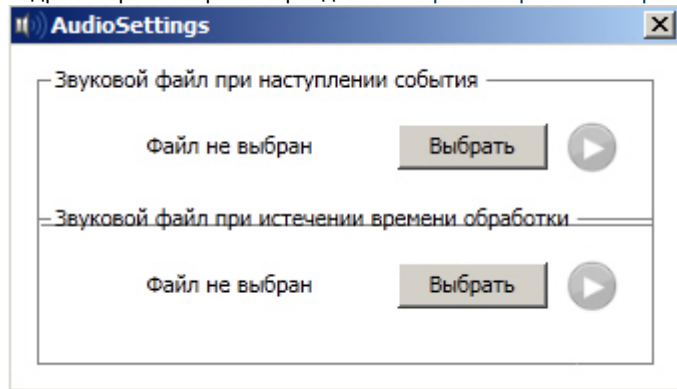 AudioSettings
Звуковой файл при наступлении события
Файл не выбран Выбрать
Звуковой файл при истечении времени обработки
Файл не выбран Выбрать